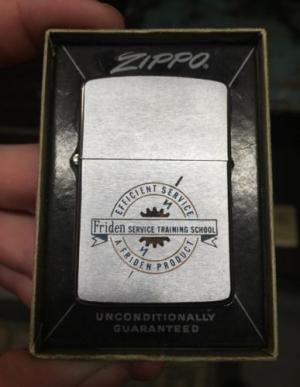 ZIPPO.
EFFICIENT SERVICE
Friden SERVICE TRAINING SCHOOL
A FRIDEN PRODUCT
UNCONDITIONALLY
GUARANTEED